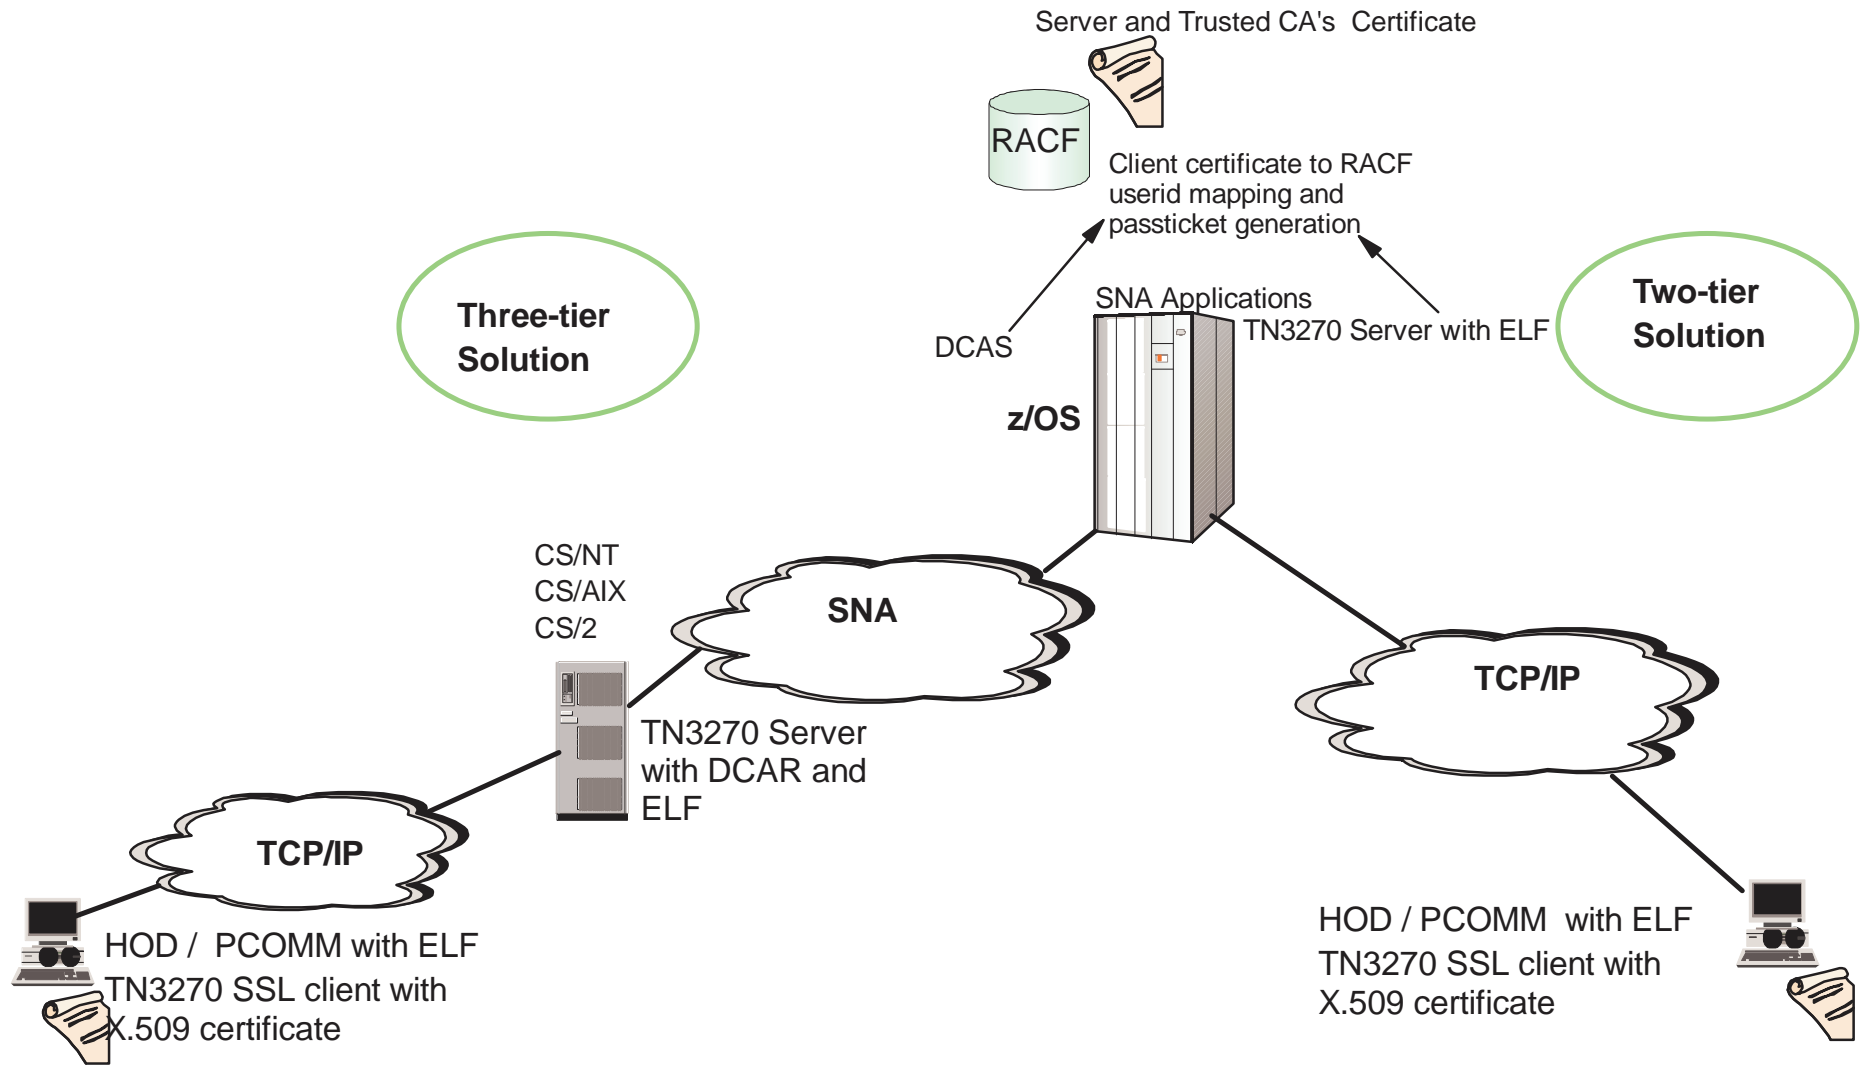 Server and Trusted CA's Certificate
RACF
Client certificate to RACF
userid mapping and
passticket generation
Three-tier
Solution
Two-tier
Solution
SNA Applications
TN3270 Server with ELF
DCAS
z/OS
CS/NT
CS/AIX
CS/2
SNA
TCP/IP
TN3270 Server
with DCAR and
ELF
TCP/IP
HOD / PCOMM with ELF
TN3270 SSL client with
X.509 certificate
HOD / PCOMM with ELF
TN3270 SSL client with
X.509 certificate